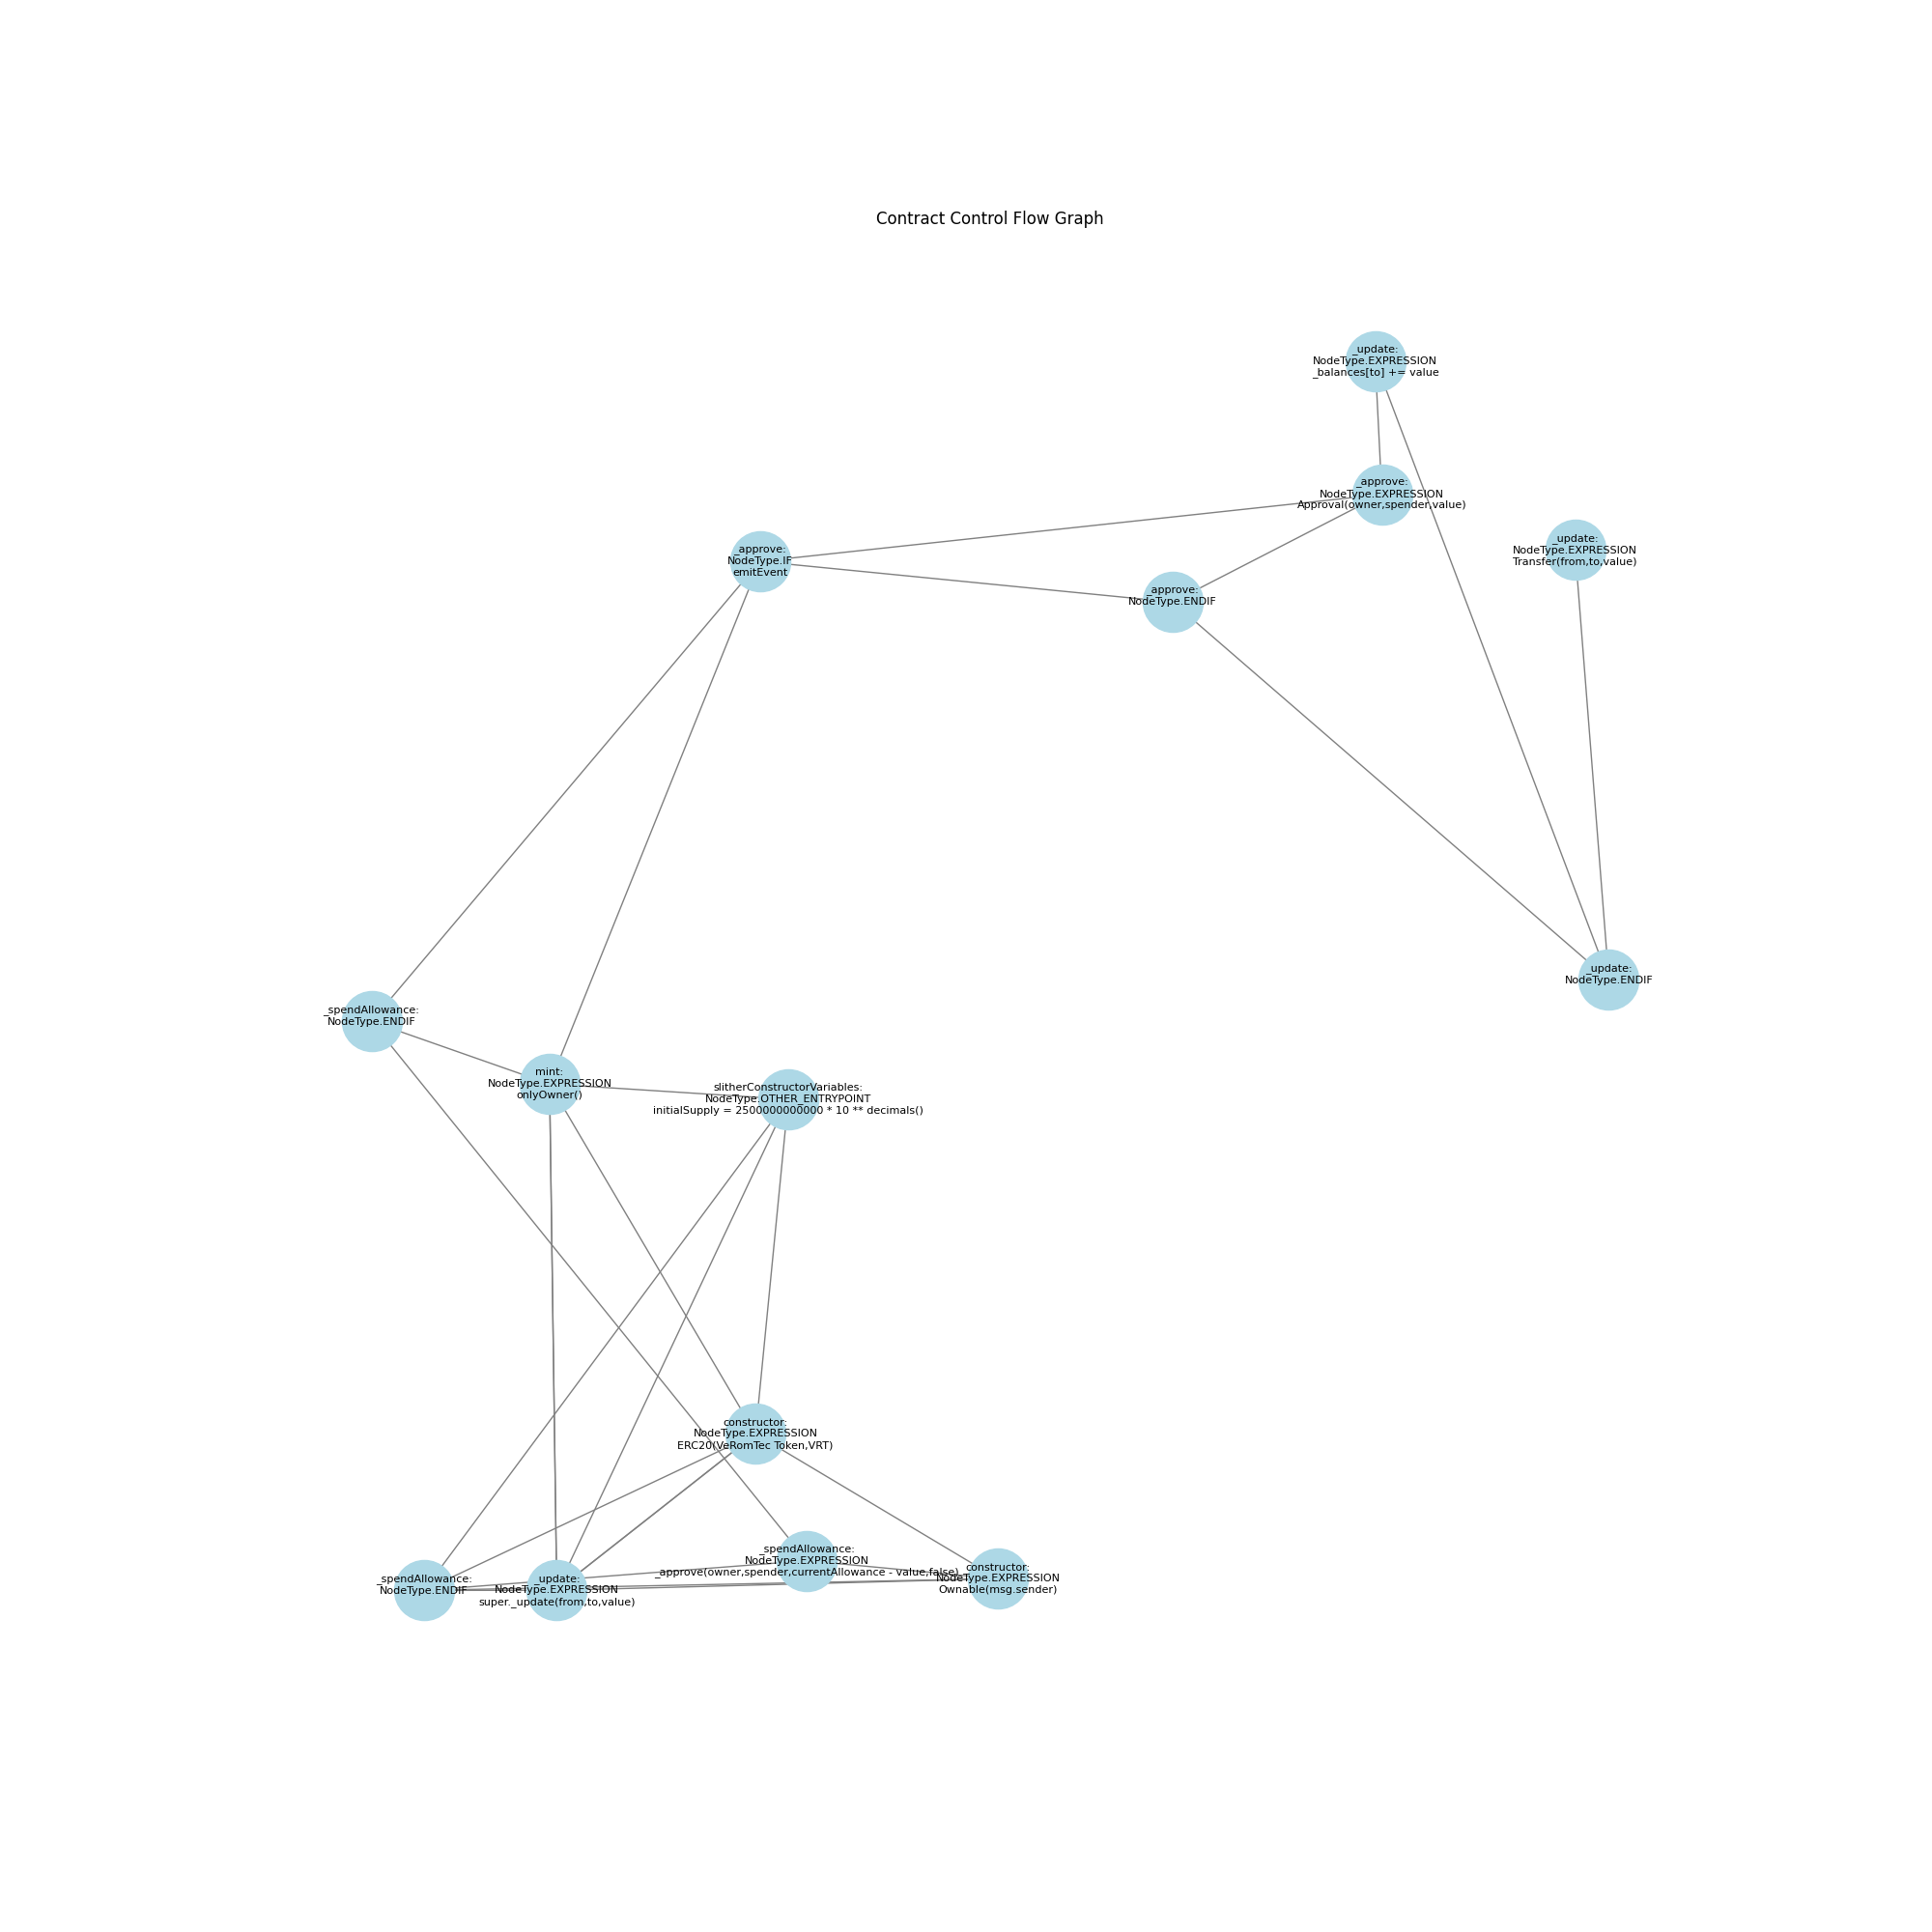 Contract Control Flow Graph
_update:
NodeType.EXPRESSION
_balances[to] += value
_approve:
NodeType.EXPRESSION
Approval(owner,spender,value)
_update:
NodeType.EXPRESSION
Transfer(from,to,value)
_approve:
NodeType.IF
emitEvent
_approve:
NodeType.ENDIF
_update:
NodeType.ENDIF
_spendAllowance:
NodeType.ENDIF
mint:
NodeType.EXPRESSION
onlyOwner()
slitherConstructorVariables:
NodeType.OTHER_ENTRYPOINT
initialSupply = 2500000000000 * 10 ** decimals()
constructor:
NodeType.EXPRESSION
ERC20(VeRomTec Token,VRT)
_spendAllowance:
NodeType.EXPRESSION
_approve(owner,spender,currentAllowance - value,false)
constructor:
NodeType.EXPRESSION
Ownable(msg.sender)
_spendAllowance:
NodeType.ENDIF
_update:
NodeType.EXPRESSION
super._update(from,to,value)